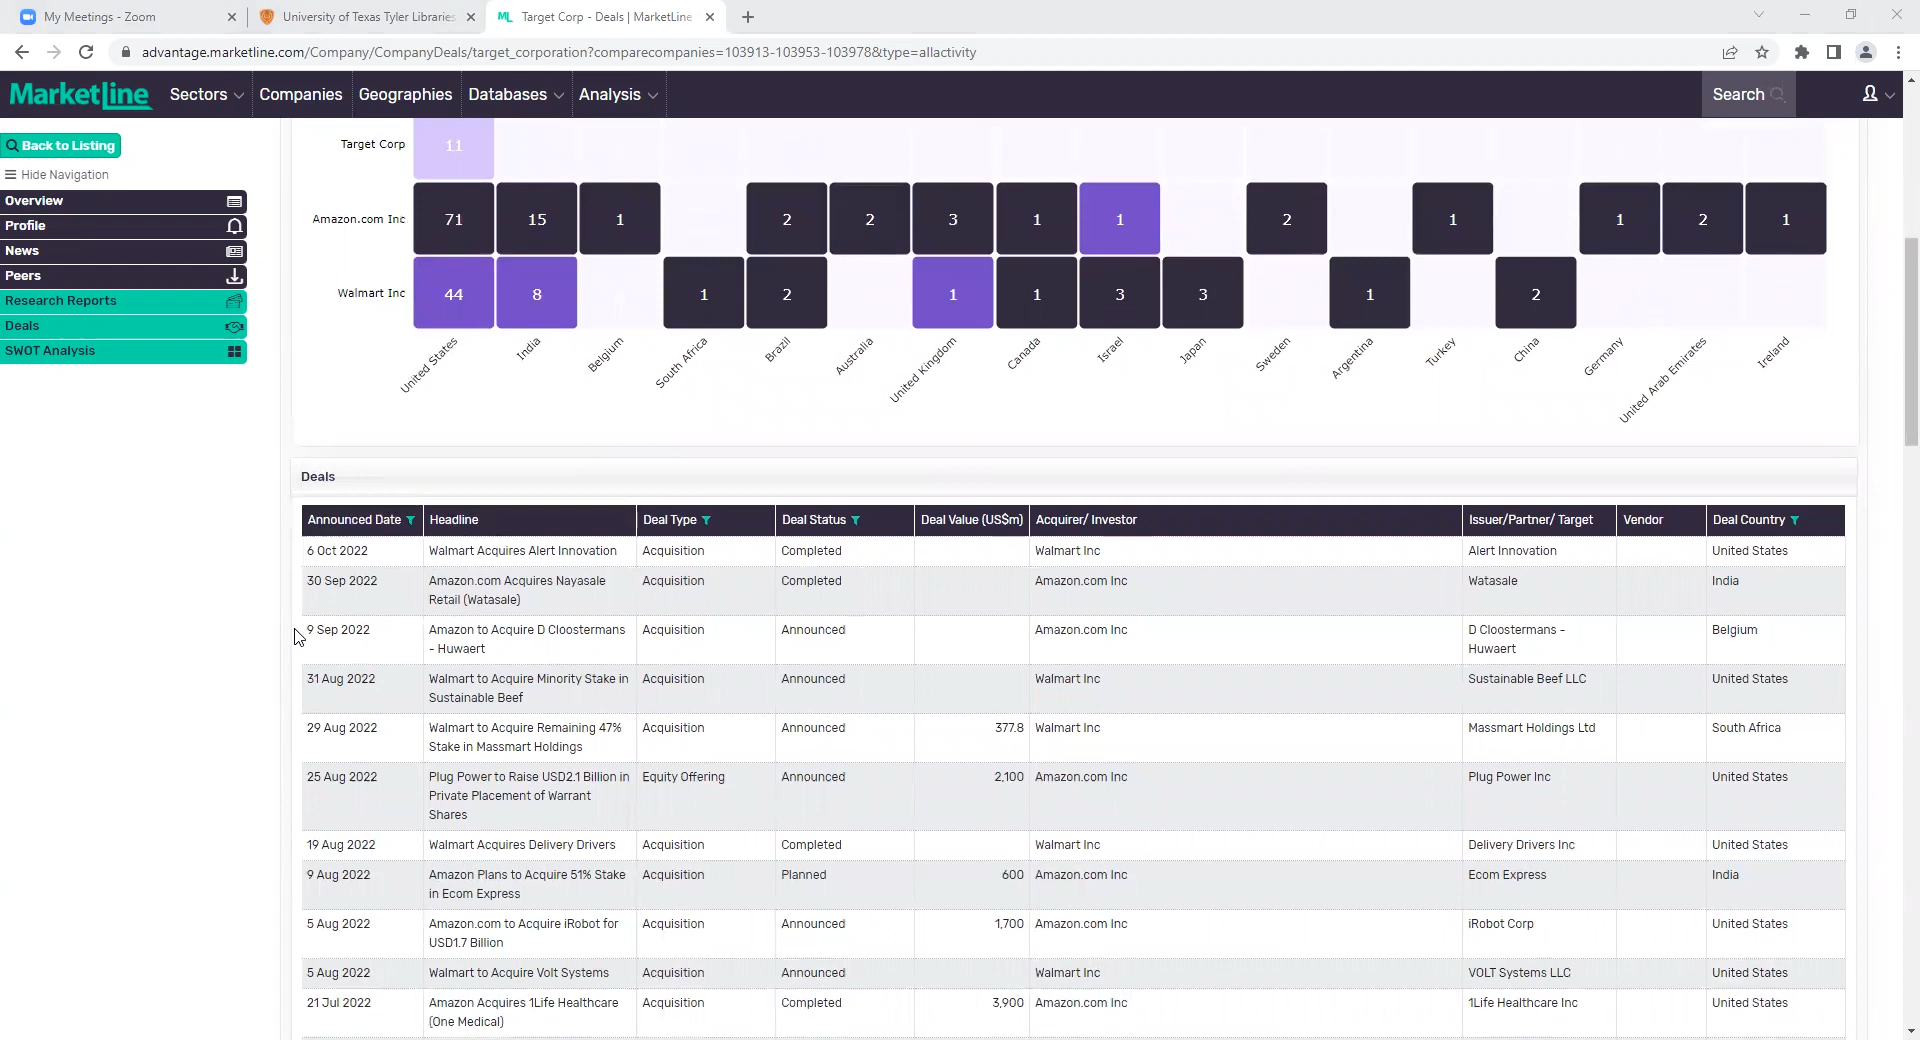 My Meetings - Zoom
University of Texas Tyler Libraries
ML Target Corp - Deals | MarketLine
advantage.marketline.com/Company/CompanyDeals/target_corporation?comparecompanies=103913-103953-103978&type=allactivity
MarketLine Sectors Companies Geographies Databases Analysis Search
Back to Listing
Hide Navigation
Overview
Profile
News
Peers
Research Reports
Deals
SWOT Analysis
Target Corp 11
Amazon.com Inc 71 15 1 2 2 3 1 1 2 1 1 2 1
Walmart Inc 44 8 1 2 1 1 3 3 1 2
United States India Belgium South Africa Brazil Australia United Kingdom Canada Israel Japan Sweden Argentina Turkey China Germany United Arab Emirates Ireland
Deals
Announced Date Headline Deal Type Deal Status Deal Value (US$m) Acquirer/ Investor Issuer/Partner/ Target Vendor Deal Country
6 Oct 2022 Walmart Acquires Alert Innovation Acquisition Completed Walmart Inc Alert Innovation United States
30 Sep 2022 Amazon.com Acquires Nayasale Acquisition Completed Amazon.com Inc Watasale India
Retail (Watasale)
9 Sep 2022 Amazon to Acquire D Cloostermans Acquisition Announced Amazon.com Inc D Cloostermans - Belgium
- Huwaert Huwaert
31 Aug 2022 Walmart to Acquire Minority Stake in Acquisition Announced Walmart Inc Sustainable Beef LLC United States
Sustainable Beef
29 Aug 2022 Walmart to Acquire Remaining 47% Acquisition Announced 377.8 Walmart Inc Massmart Holdings Ltd South Africa
Stake in Massmart Holdings
25 Aug 2022 Plug Power to Raise USD2.1 Billion in Equity Offering Announced 2,100 Amazon.com Inc Plug Power Inc United States
Private Placement of Warrant
Shares
19 Aug 2022 Walmart Acquires Delivery Drivers Acquisition Completed Walmart Inc Delivery Drivers Inc United States
9 Aug 2022 Amazon Plans to Acquire 51% Stake Acquisition Planned 600 Amazon.com Inc Ecom Express India
in Ecom Express
5 Aug 2022 Amazon.com to Acquire iRobot for Acquisition Announced 1,700 Amazon.com Inc iRobot Corp United States
USD1.7 Billion
5 Aug 2022 Walmart to Acquire Volt Systems Acquisition Announced Walmart Inc VOLT Systems LLC United States
21 Jul 2022 Amazon Acquires 1Life Healthcare Acquisition Completed 3,900 Amazon.com Inc 1Life Healthcare Inc United States
(One Medical)